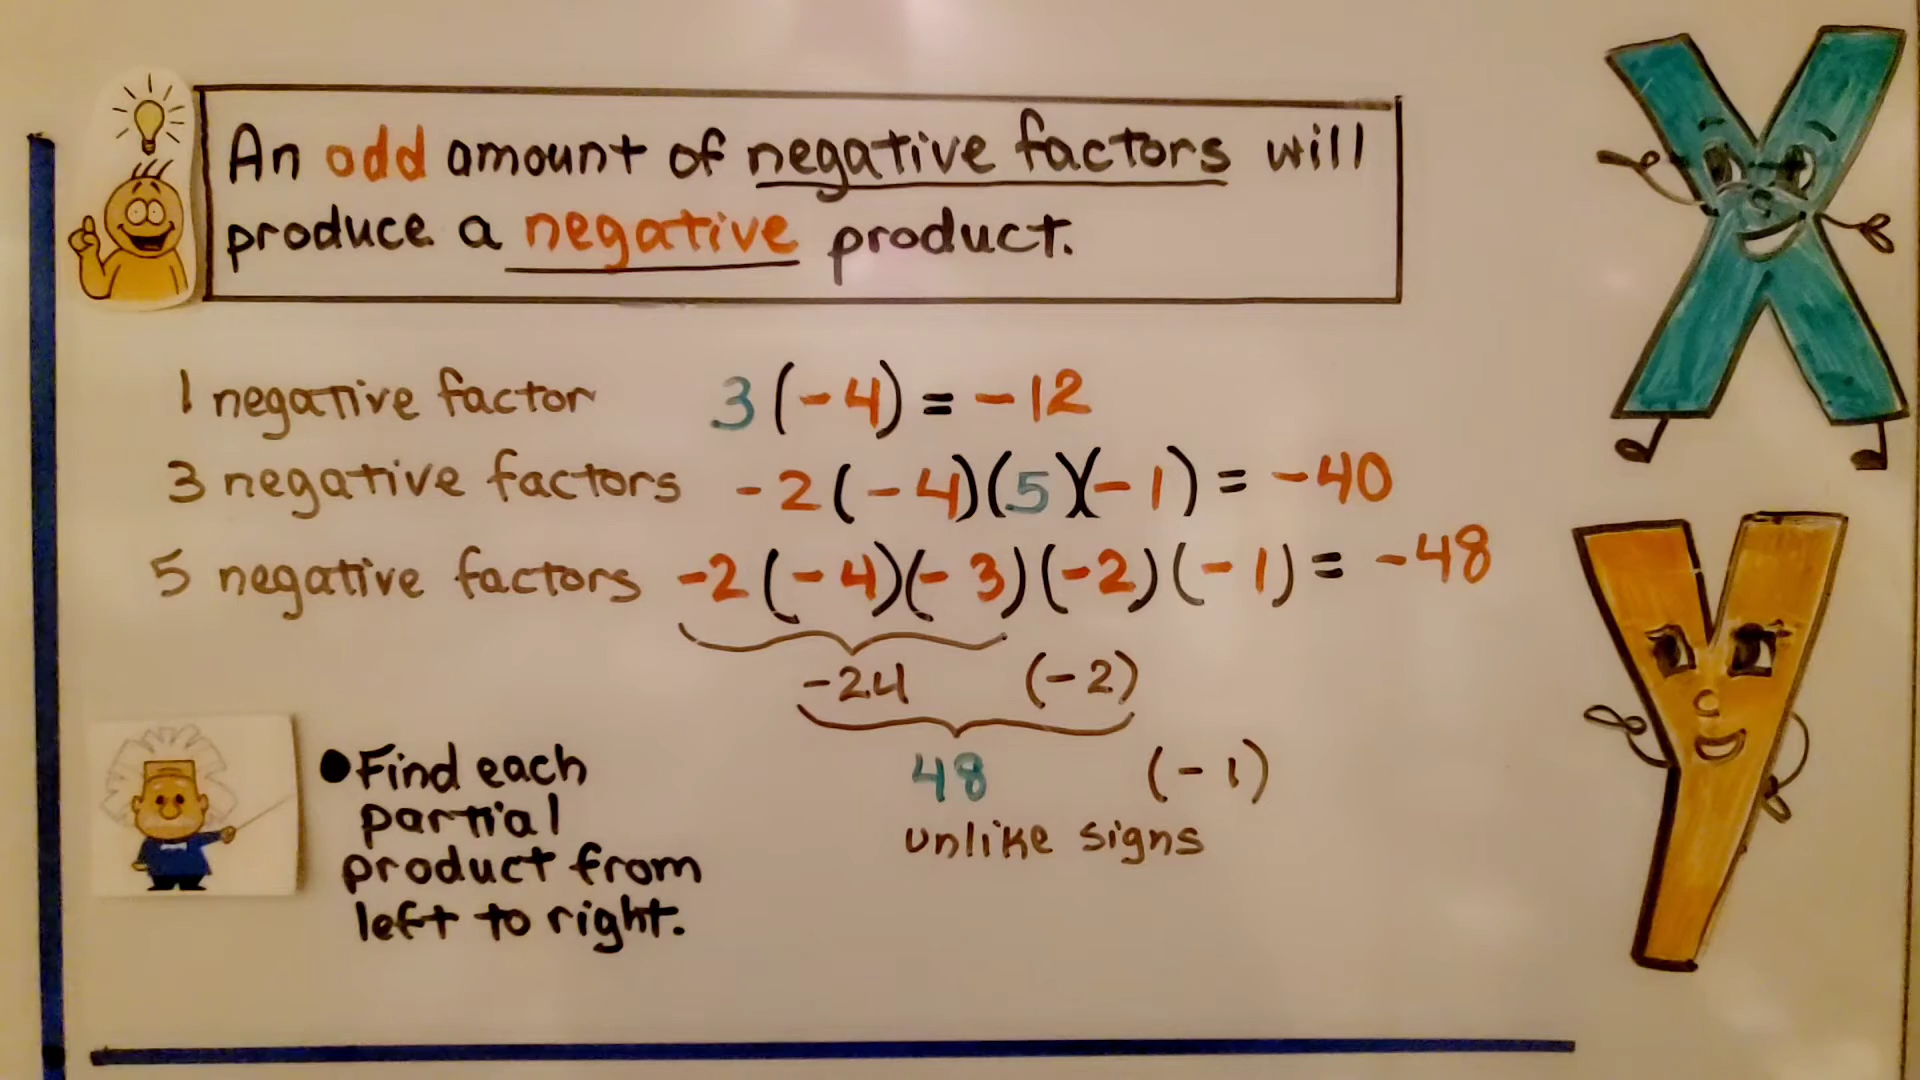 An odd amount of negative factors will
produce a negative product.
1 negative factor 3(-4) = -12
3 negative factors -2(-4)(5)(-1) = -40
5 negative factors -2(-4)(-3)(-2)(-1) = -48
-24 (-2)
48 (-1)
unlike signs
•Find each
partial
product from
left to right.
X
Y